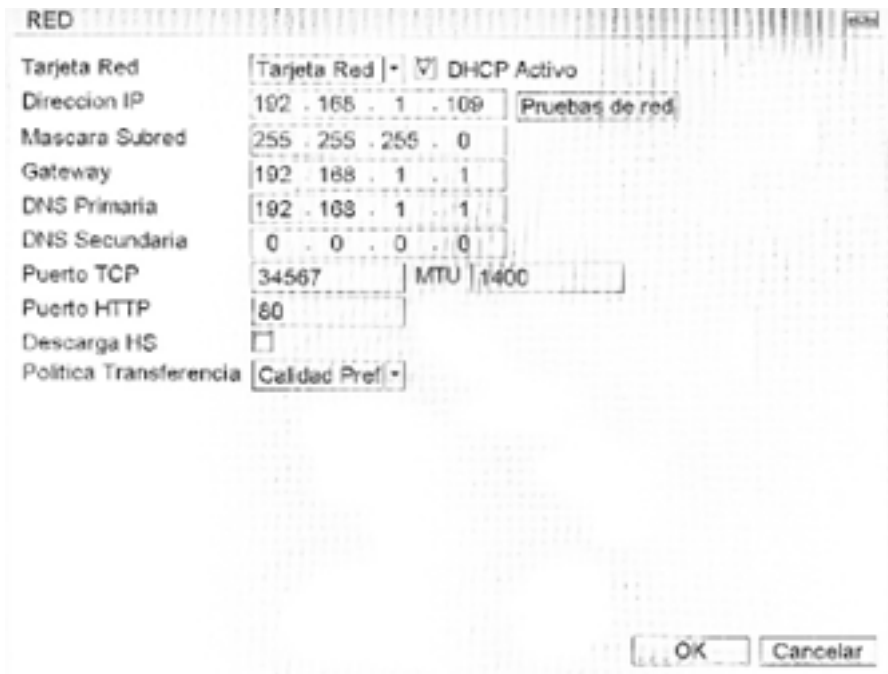 RED
Tarjeta Red Tarjeta Red DHCP Activo
Direccion IP 192 . 168 . 1 . 109 Pruebas de red
Mascara Subred 255 . 255 . 255 . 0
Gateway 192 . 168 . 1 . 1
DNS Primaria 192 . 168 . 1 . 1
DNS Secundaria 0 . 0 . 0 . 0
Puerto TCP 34567 MTU 1400
Puerto HTTP 80
Descarga HS
Politica Transferencia Calidad Pref
OK Cancelar